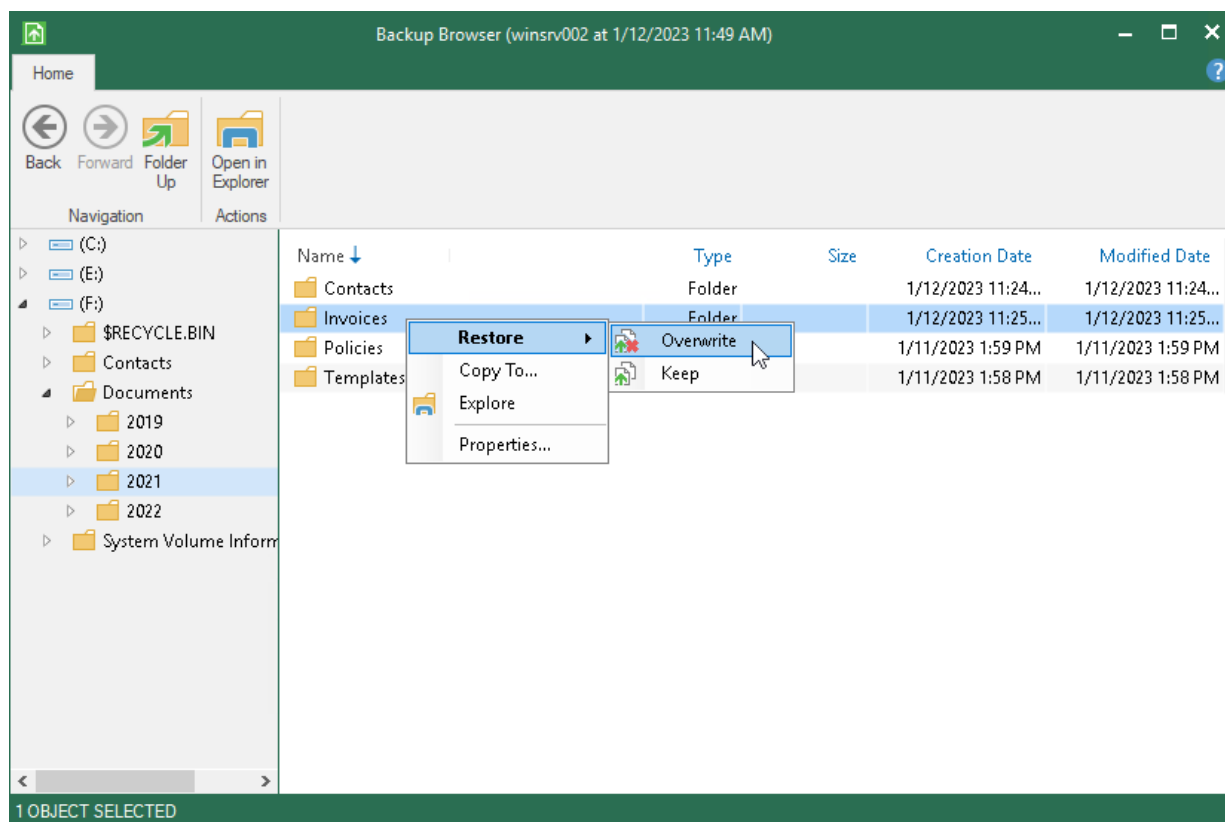 Backup Browser (winsrv002 at 1/12/2023 11:49 AM)
Home
?
Back Forward Folder Up Open in Explorer
Navigation Actions
(C:)
(E:)
(F:)
$RECYCLE.BIN
Contacts
Documents
2019
2020
2021
2022
System Volume Inform
Name Type Size Creation Date Modified Date
Contacts Folder 1/12/2023 11:24... 1/12/2023 11:24...
Invoices Folder 1/12/2023 11:25... 1/12/2023 11:25...
Policies 1/11/2023 1:59 PM 1/11/2023 1:59 PM
Templates 1/11/2023 1:58 PM 1/11/2023 1:58 PM
Restore
Copy To...
Explore
Properties...
Overwrite
Keep
1 OBJECT SELECTED